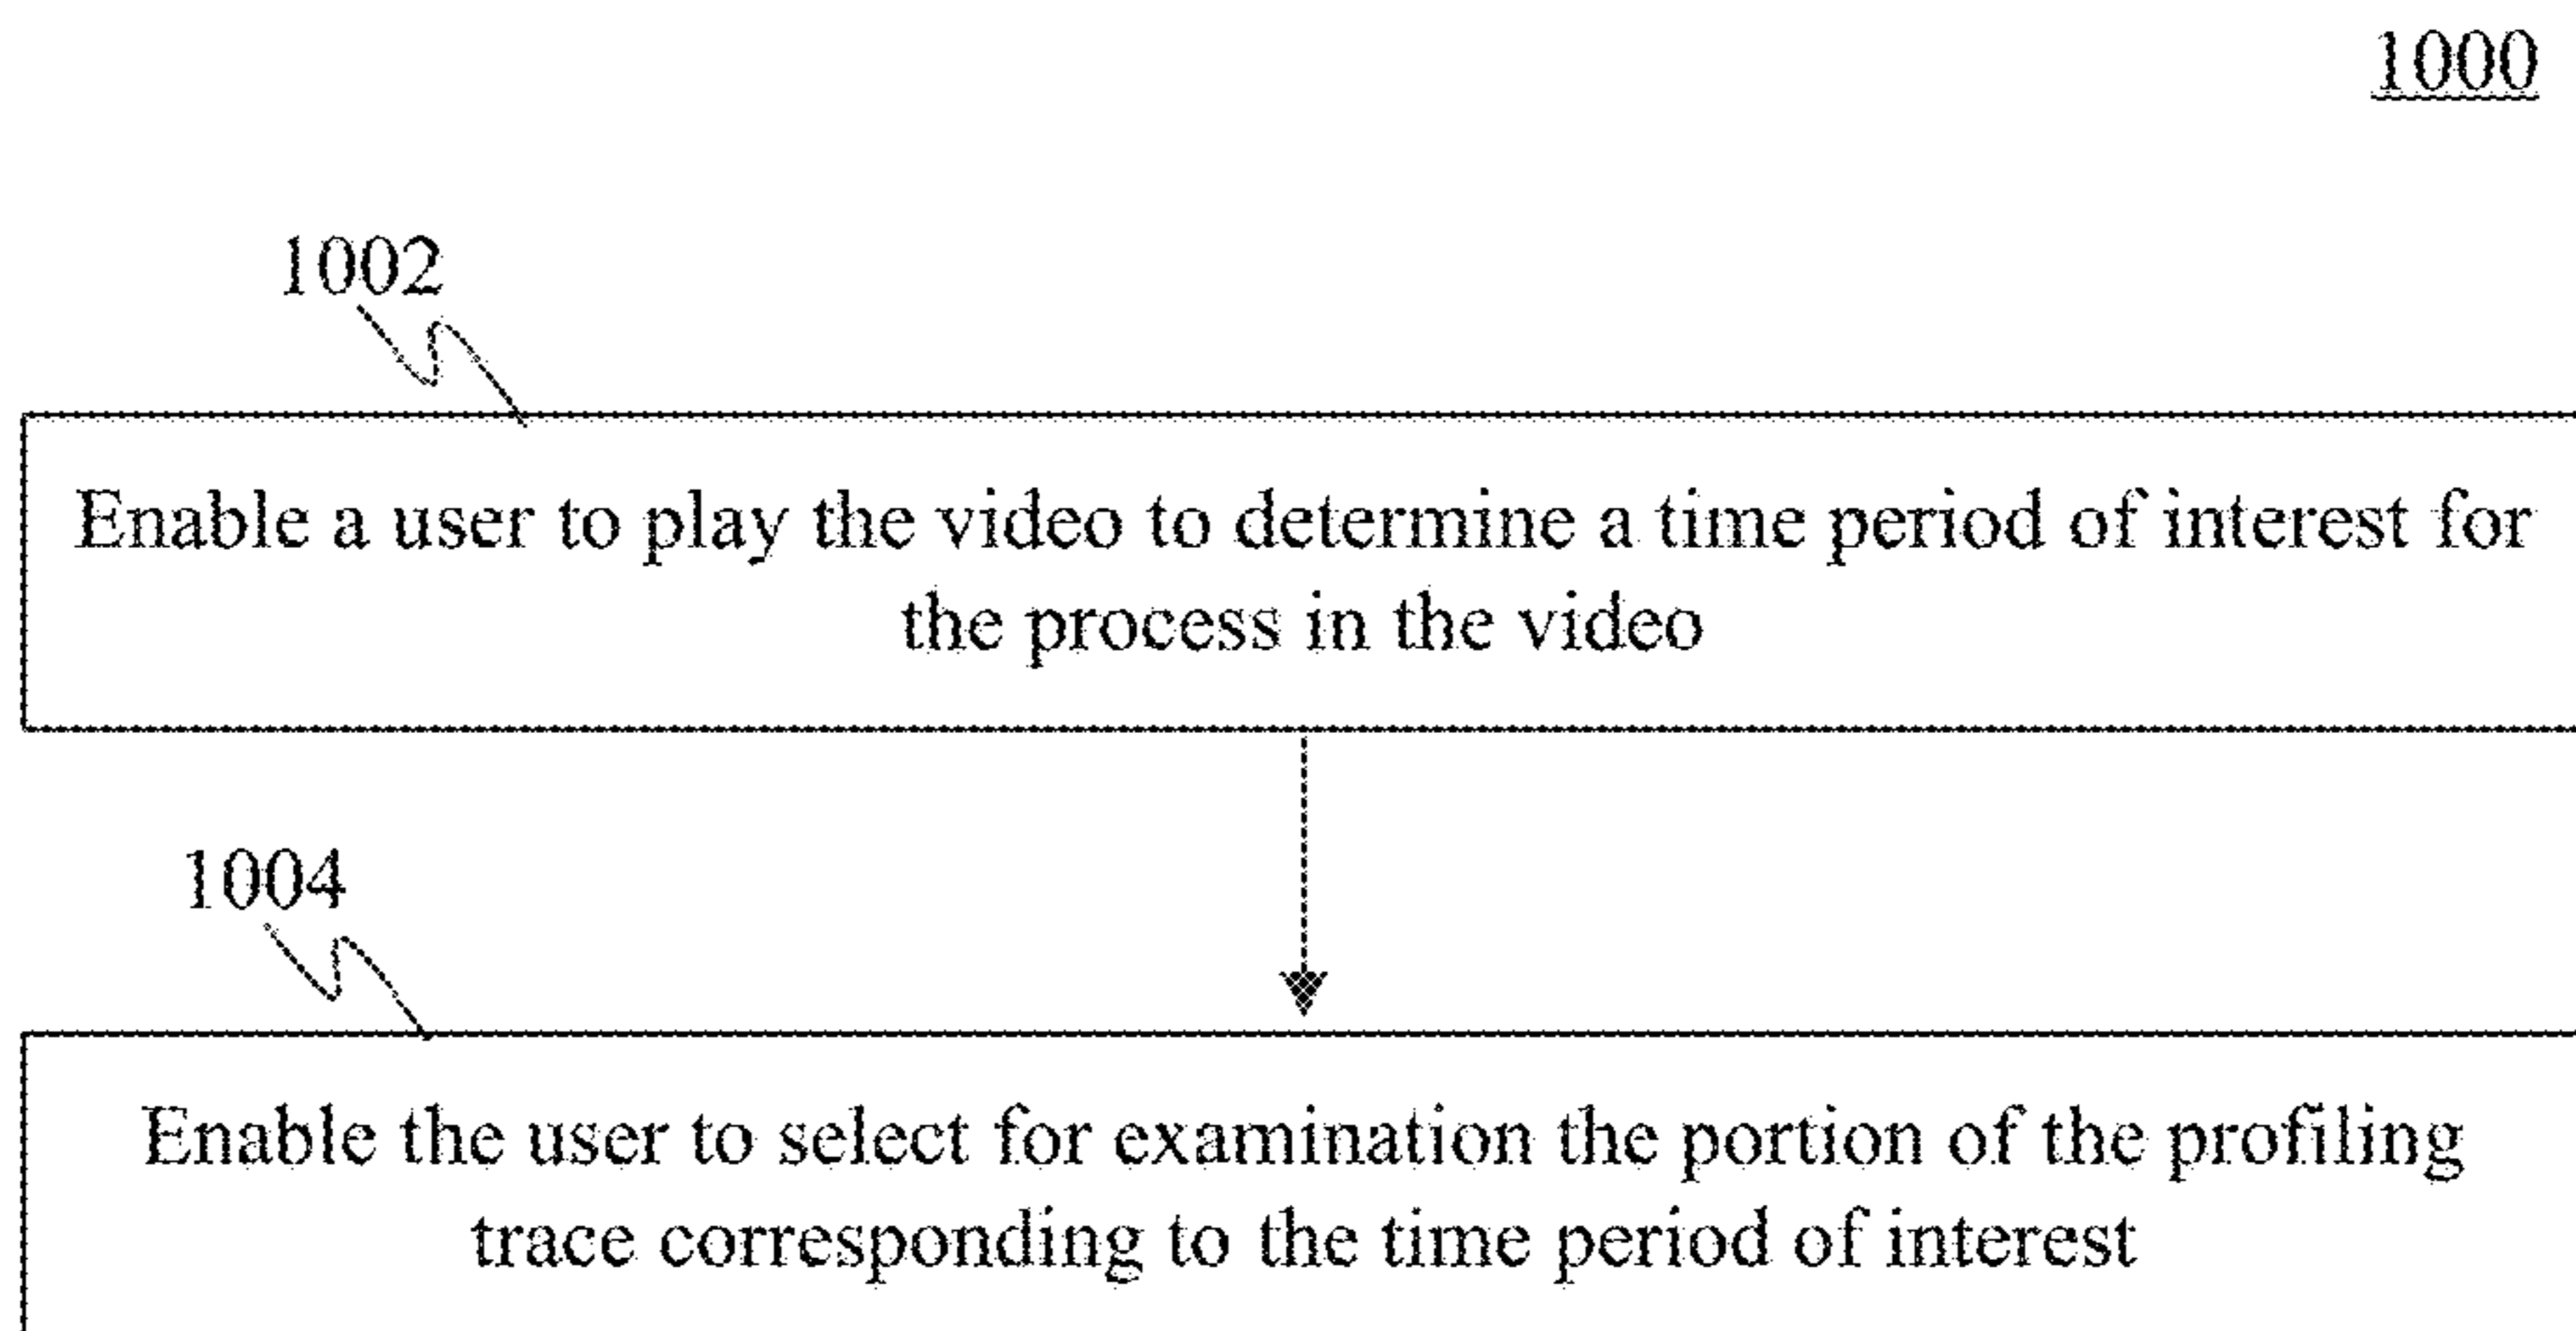 1000
1002
Enable a user to play the video to determine a time period of interest for
the process in the video
1004
Enable the user to select for examination the portion of the profiling
trace corresponding to the time period of interest